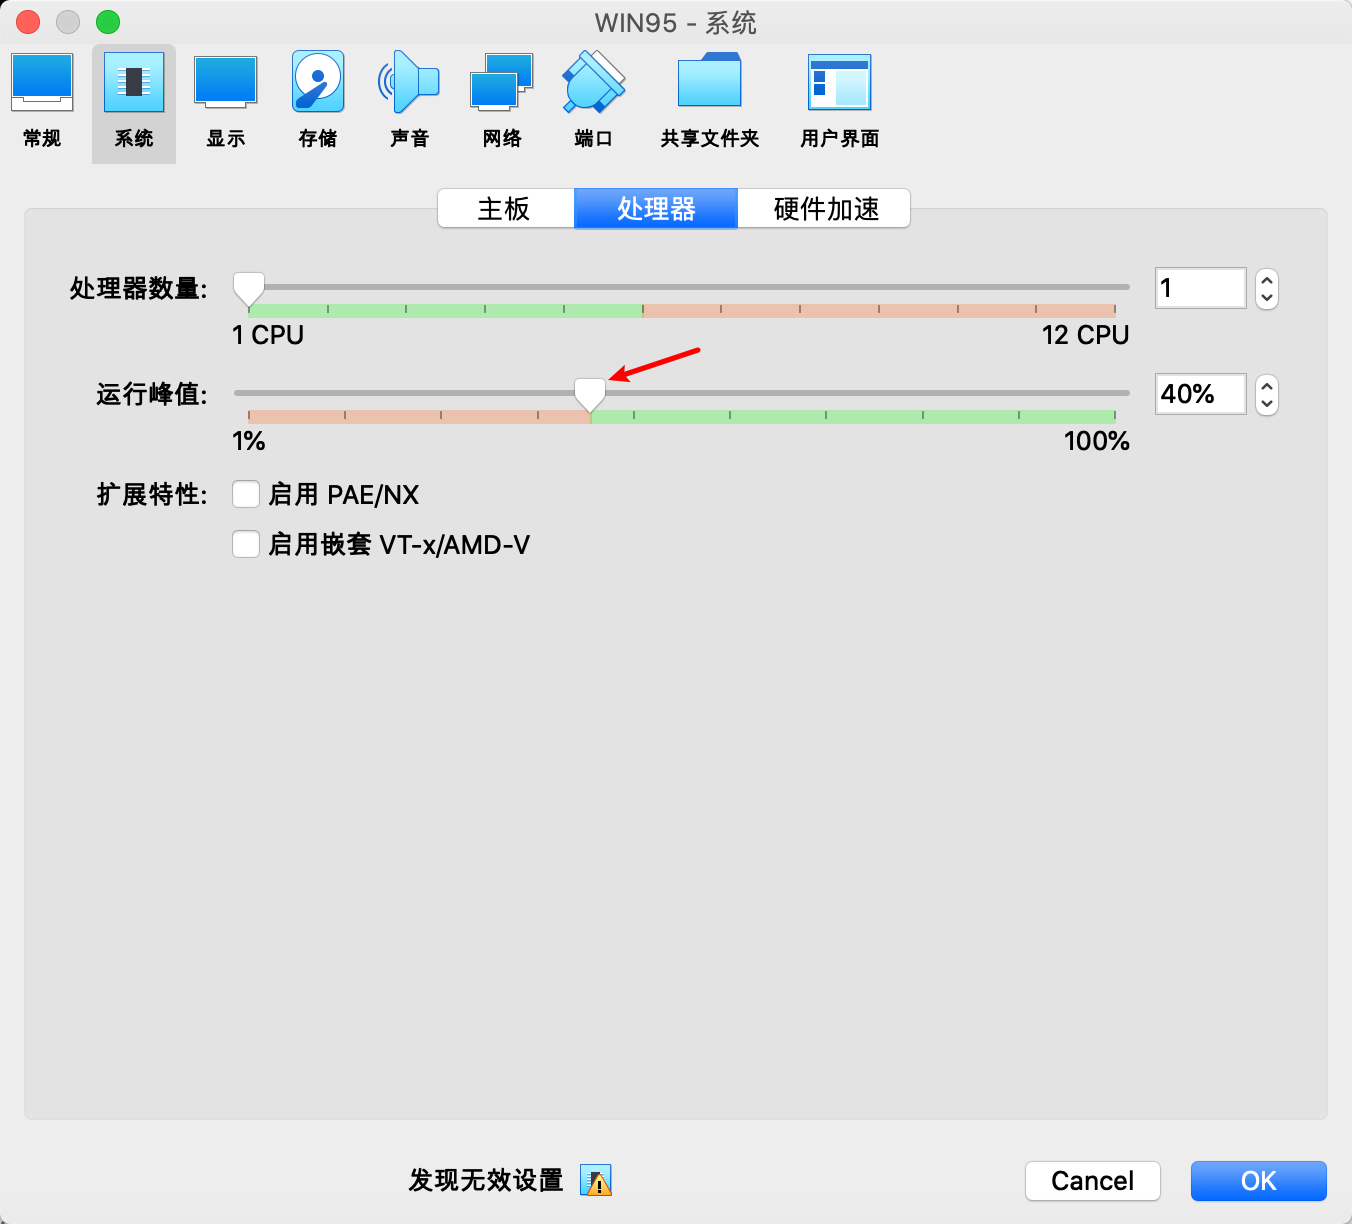 WIN95 - 系统
常规 系统 显示 存储 声音 网络 端口 共享文件夹 用户界面
主板 处理器 硬件加速
处理器数量: 1
1 CPU 12 CPU
运行峰值: 40%
1% 100%
扩展特性: 启用 PAE/NX
启用嵌套 VT-x/AMD-V
发现无效设置 Cancel OK